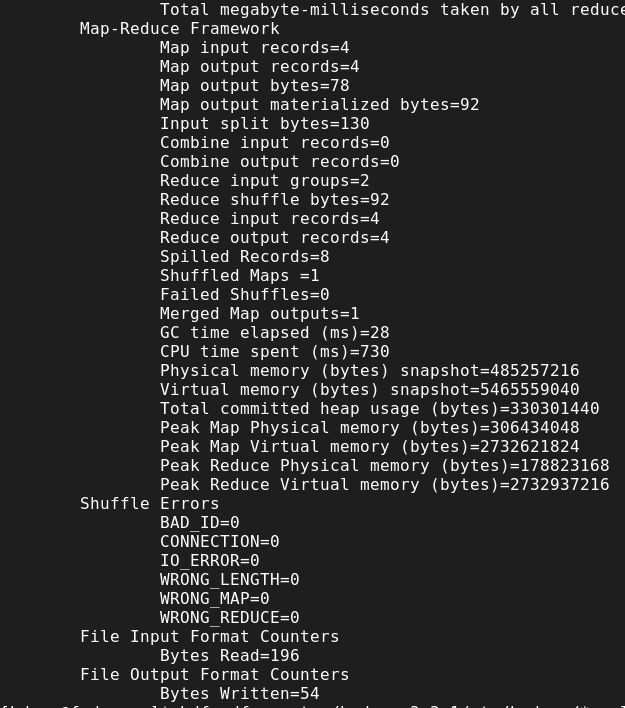 Total megabyte-milliseconds taken by all reduce
Map-Reduce Framework
Map input records=4
Map output records=4
Map output bytes=78
Map output materialized bytes=92
Input split bytes=130
Combine input records=0
Combine output records=0
Reduce input groups=2
Reduce shuffle bytes=92
Reduce input records=4
Reduce output records=4
Spilled Records=8
Shuffled Maps =1
Failed Shuffles=0
Merged Map outputs=1
GC time elapsed (ms)=28
CPU time spent (ms)=730
Physical memory (bytes) snapshot=485257216
Virtual memory (bytes) snapshot=5465559040
Total committed heap usage (bytes)=330301440
Peak Map Physical memory (bytes)=306434048
Peak Map Virtual memory (bytes)=2732621824
Peak Reduce Physical memory (bytes)=178823168
Peak Reduce Virtual memory (bytes)=2732937216
Shuffle Errors
BAD_ID=0
CONNECTION=0
IO_ERROR=0
WRONG_LENGTH=0
WRONG_MAP=0
WRONG_REDUCE=0
File Input Format Counters
Bytes Read=196
File Output Format Counters
Bytes Written=54